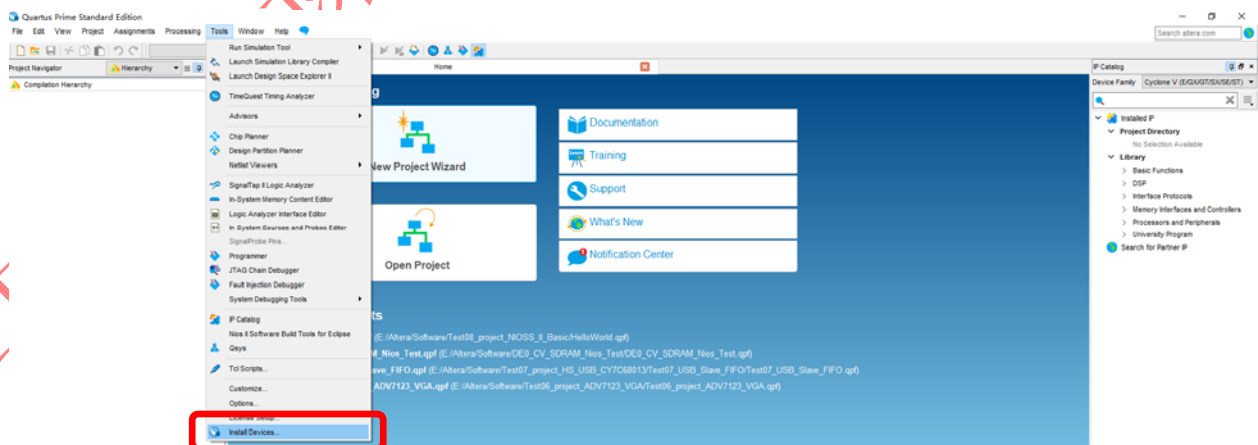 Quartus Prime Standard Edition
File Edit View Project Assignments Processing Tools Window Help
Search altera.com
Project Navigator
Hierarchy
Compilation Hierarchy
Run Simulation Tool
Launch Simulation Library Compiler
Launch Design Space Explorer II
TimeQuest Timing Analyzer
Advisors
Chip Planner
Design Partition Planner
Netlist Viewers
SignalTap II Logic Analyzer
In-System Memory Content Editor
Logic Analyzer Interface Editor
In-System Sources and Probes Editor
SignalProbe Pins...
Programmer
JTAG Chain Debugger
Fault Injection Debugger
System Debugging Tools
IP Catalog
Nios II Software Build Tools for Eclipse
Qsys
Tcl Scripts...
Customize...
Options...
License Setup...
Install Devices...
Home
New Project Wizard
Open Project
Documentation
Training
Support
What's New
Notification Center
(E:/Altera/Software/Test08_project_NIOSS_II_Basic/HelloWorld.qpf)
M_Nios_Test.qpf (E:/Altera/Software/DE0_CV_SDRAM_Nios_Test/DE0_CV_SDRAM_Nios_Test.qpf)
ave_FIFO.qpf (E:/Altera/Software/Test07_project_HS_USB_CY7C68013/Test07_USB_Slave_FIFO/Test07_USB_Slave_FIFO.qpf)
ADV7123_VGA.qpf (E:/Altera/Software/Test06_project_ADV7123_VGA/Test06_project_ADV7123_VGA.qpf)
IP Catalog
Device Family Cyclone V (E/GX/GT/SX/SE/ST)
Installed IP
Project Directory
No Selection Available
Library
Basic Functions
DSP
Interface Protocols
Memory Interfaces and Controllers
Processors and Peripherals
University Program
Search for Partner IP